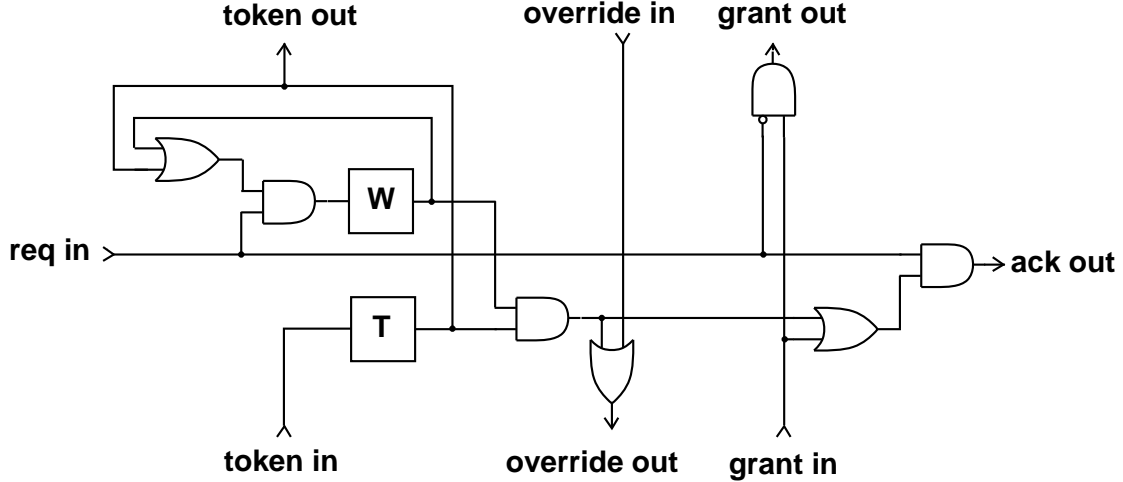 token out
override in
grant out
W
req in
ack out
T
token in
override out
grant in